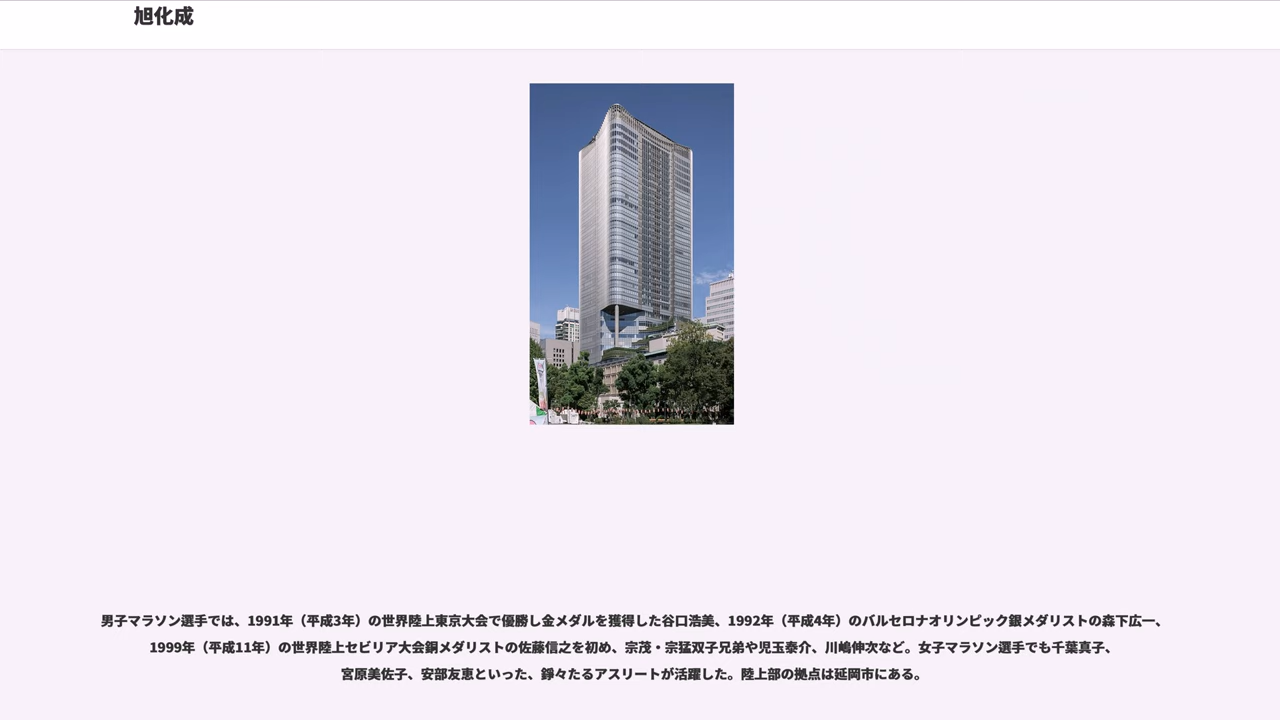 旭化成
男子マラソン選手では、1991年（平成3年）の世界陸上東京大会で優勝し金メダルを獲得した谷口浩美、1992年（平成4年）のバルセロナオリンピック銀メダリストの森下広一、
1999年（平成11年）の世界陸上セビリア大会銅メダリストの佐藤信之を初め、宗茂・宗猛双子兄弟や児玉泰介、川嶋伸次など。女子マラソン選手でも千葉真子、
宮原美佐子、安部友恵といった、錚々たるアスリートが活躍した。陸上部の拠点は延岡市にある。